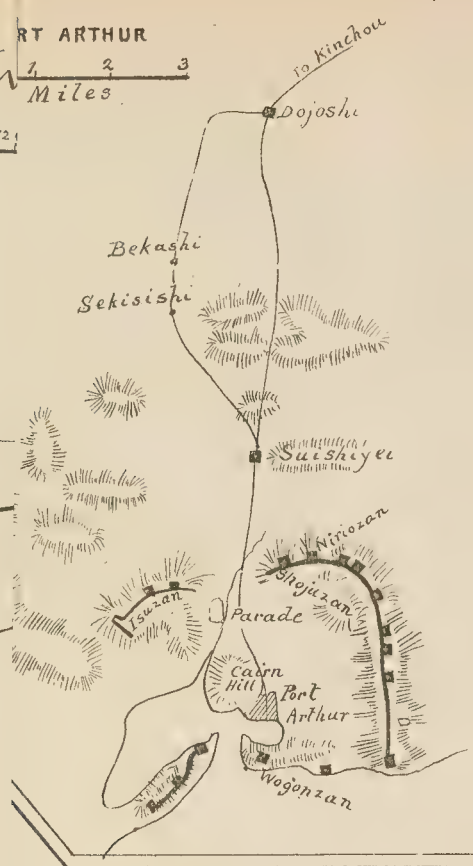 RT ARTHUR
1 2 3
Miles
To Kinchou
Dojoshi
Bekashi
Sekisishi
Suishiyei
Niriozan
Shojuzan
Isuzan
Parade
Cairn
Hill
Port
Arthur
Wogonzan